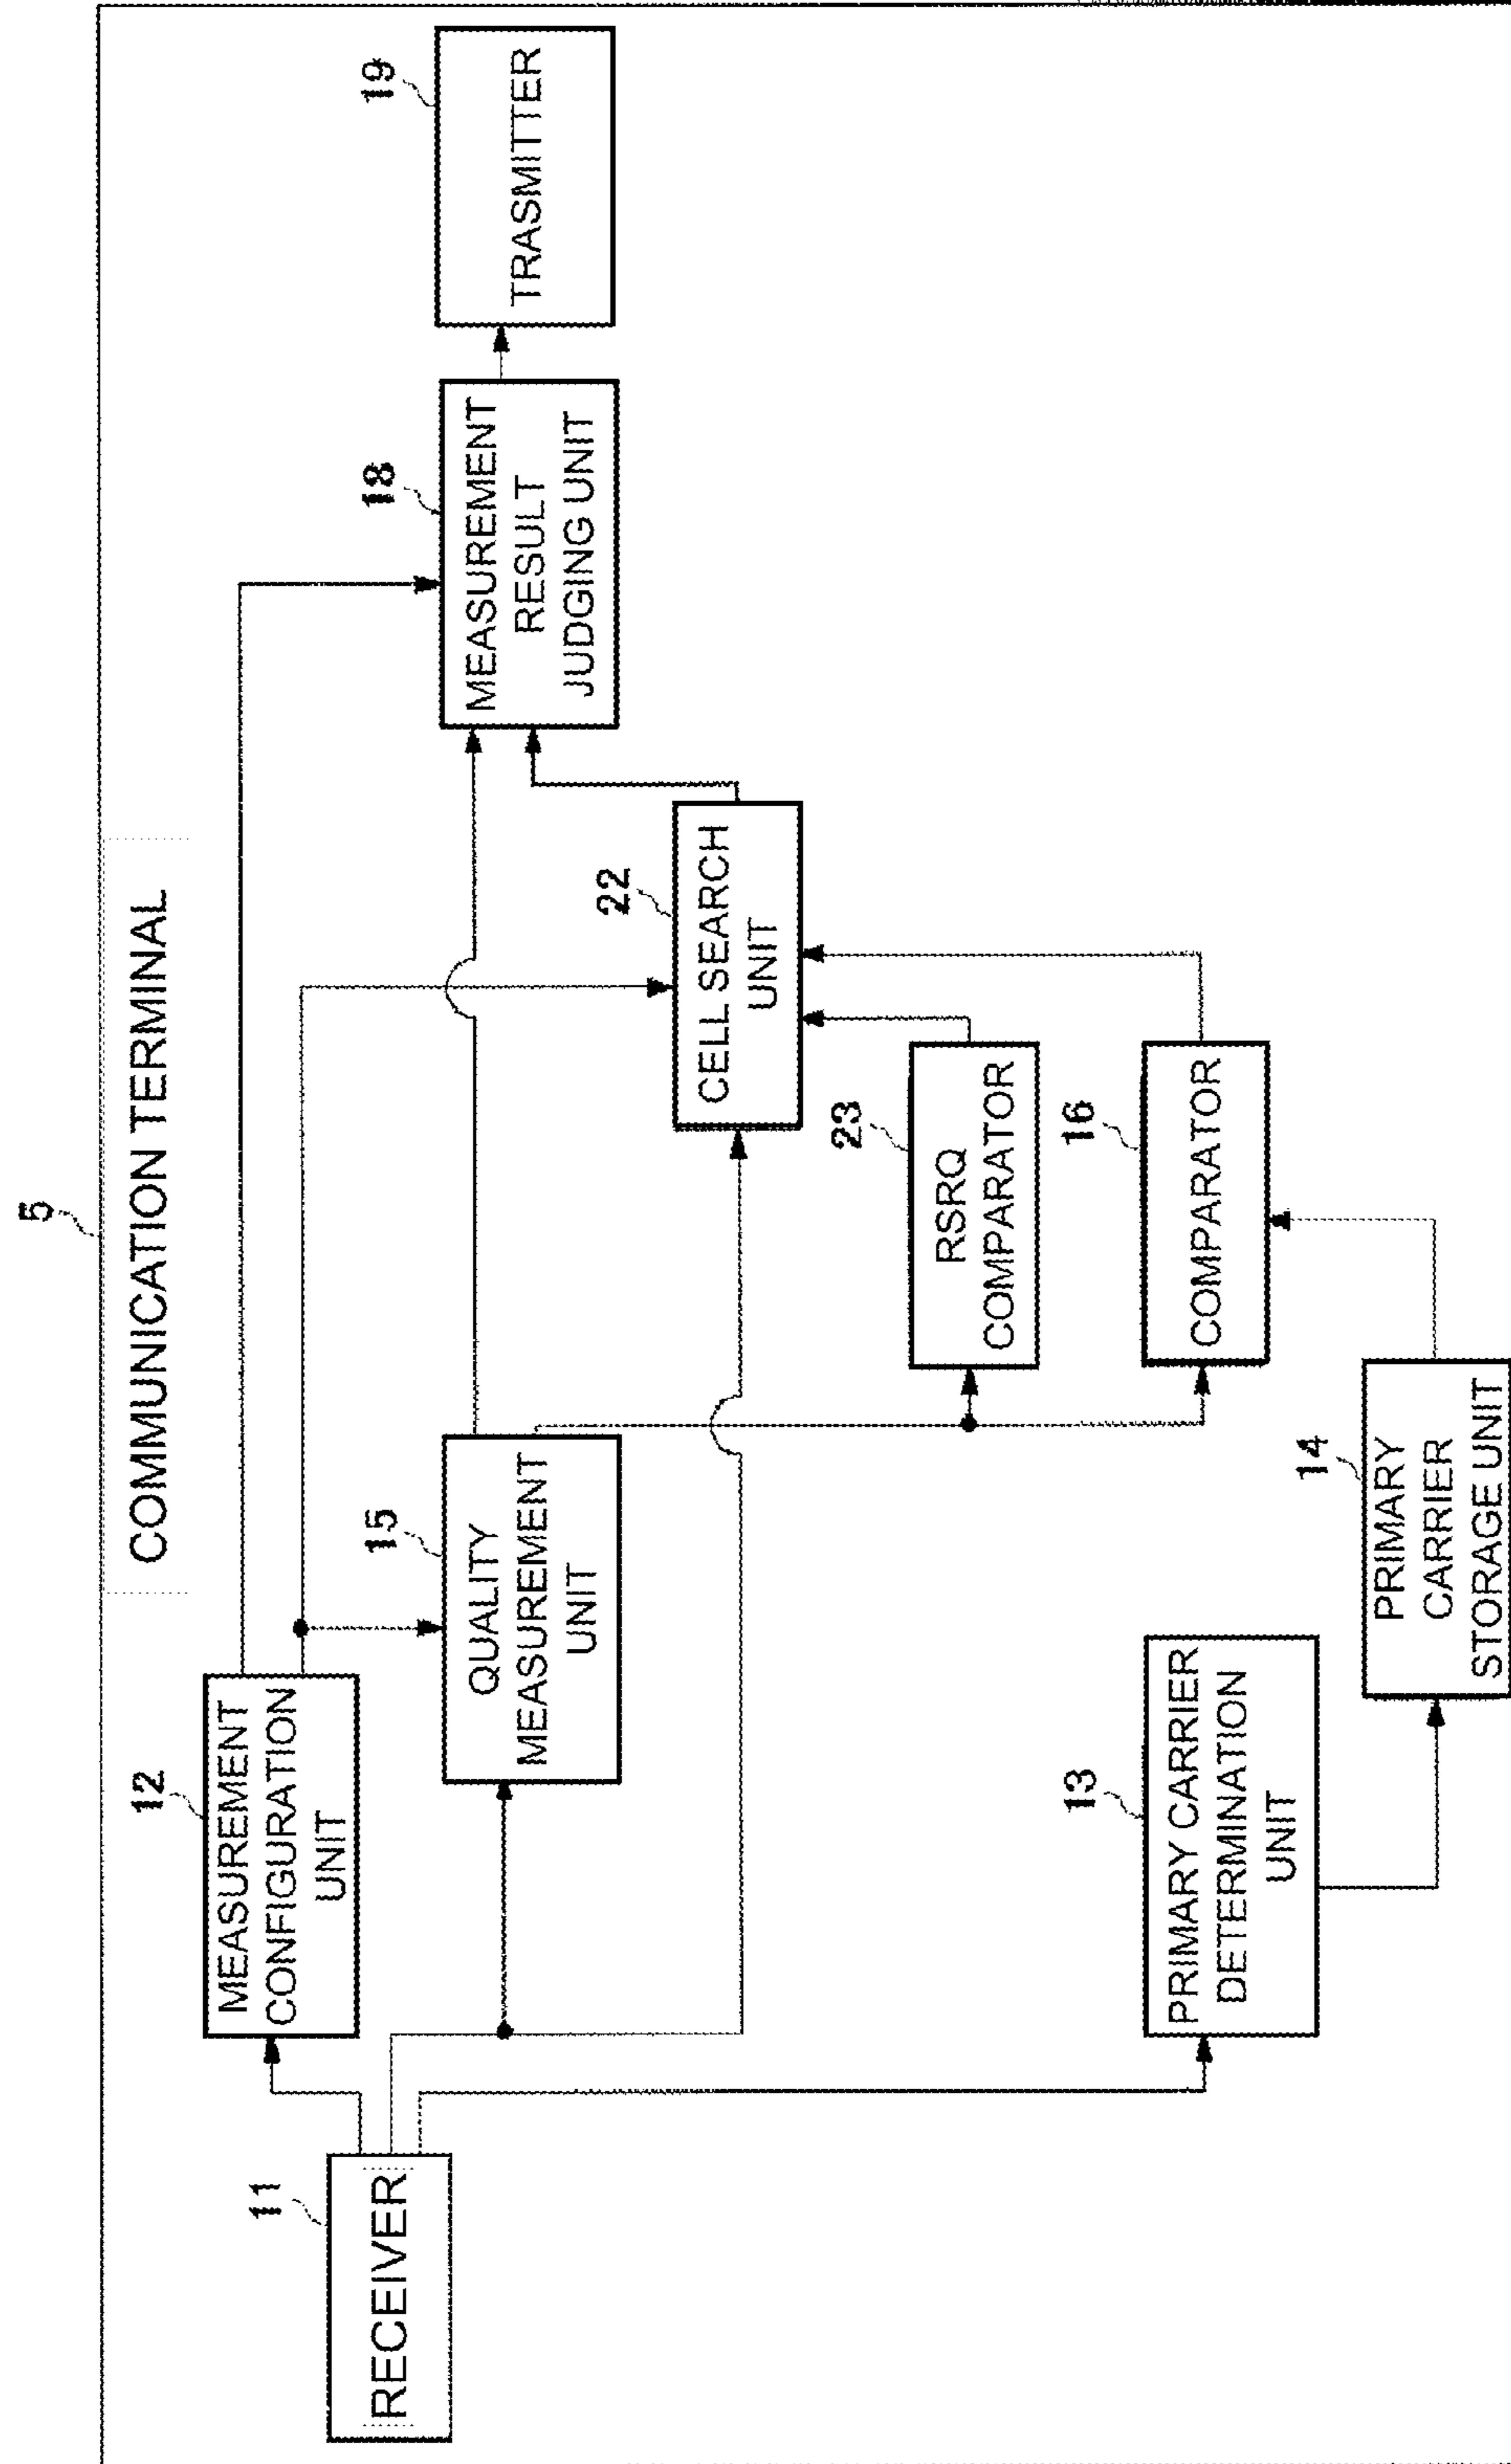 5
COMMUNICATION TERMINAL
11
RECEIVER
12
MEASUREMENT
CONFIGURATION
UNIT
15
QUALITY
MEASUREMENT
UNIT
13
PRIMARY CARRIER
DETERMINATION
UNIT
14
PRIMARY
CARRIER
STORAGE UNIT
23
RSRQ
COMPARATOR
16
COMPARATOR
22
CELL SEARCH
UNIT
18
MEASUREMENT
RESULT
JUDGING UNIT
19
TRASMITTER